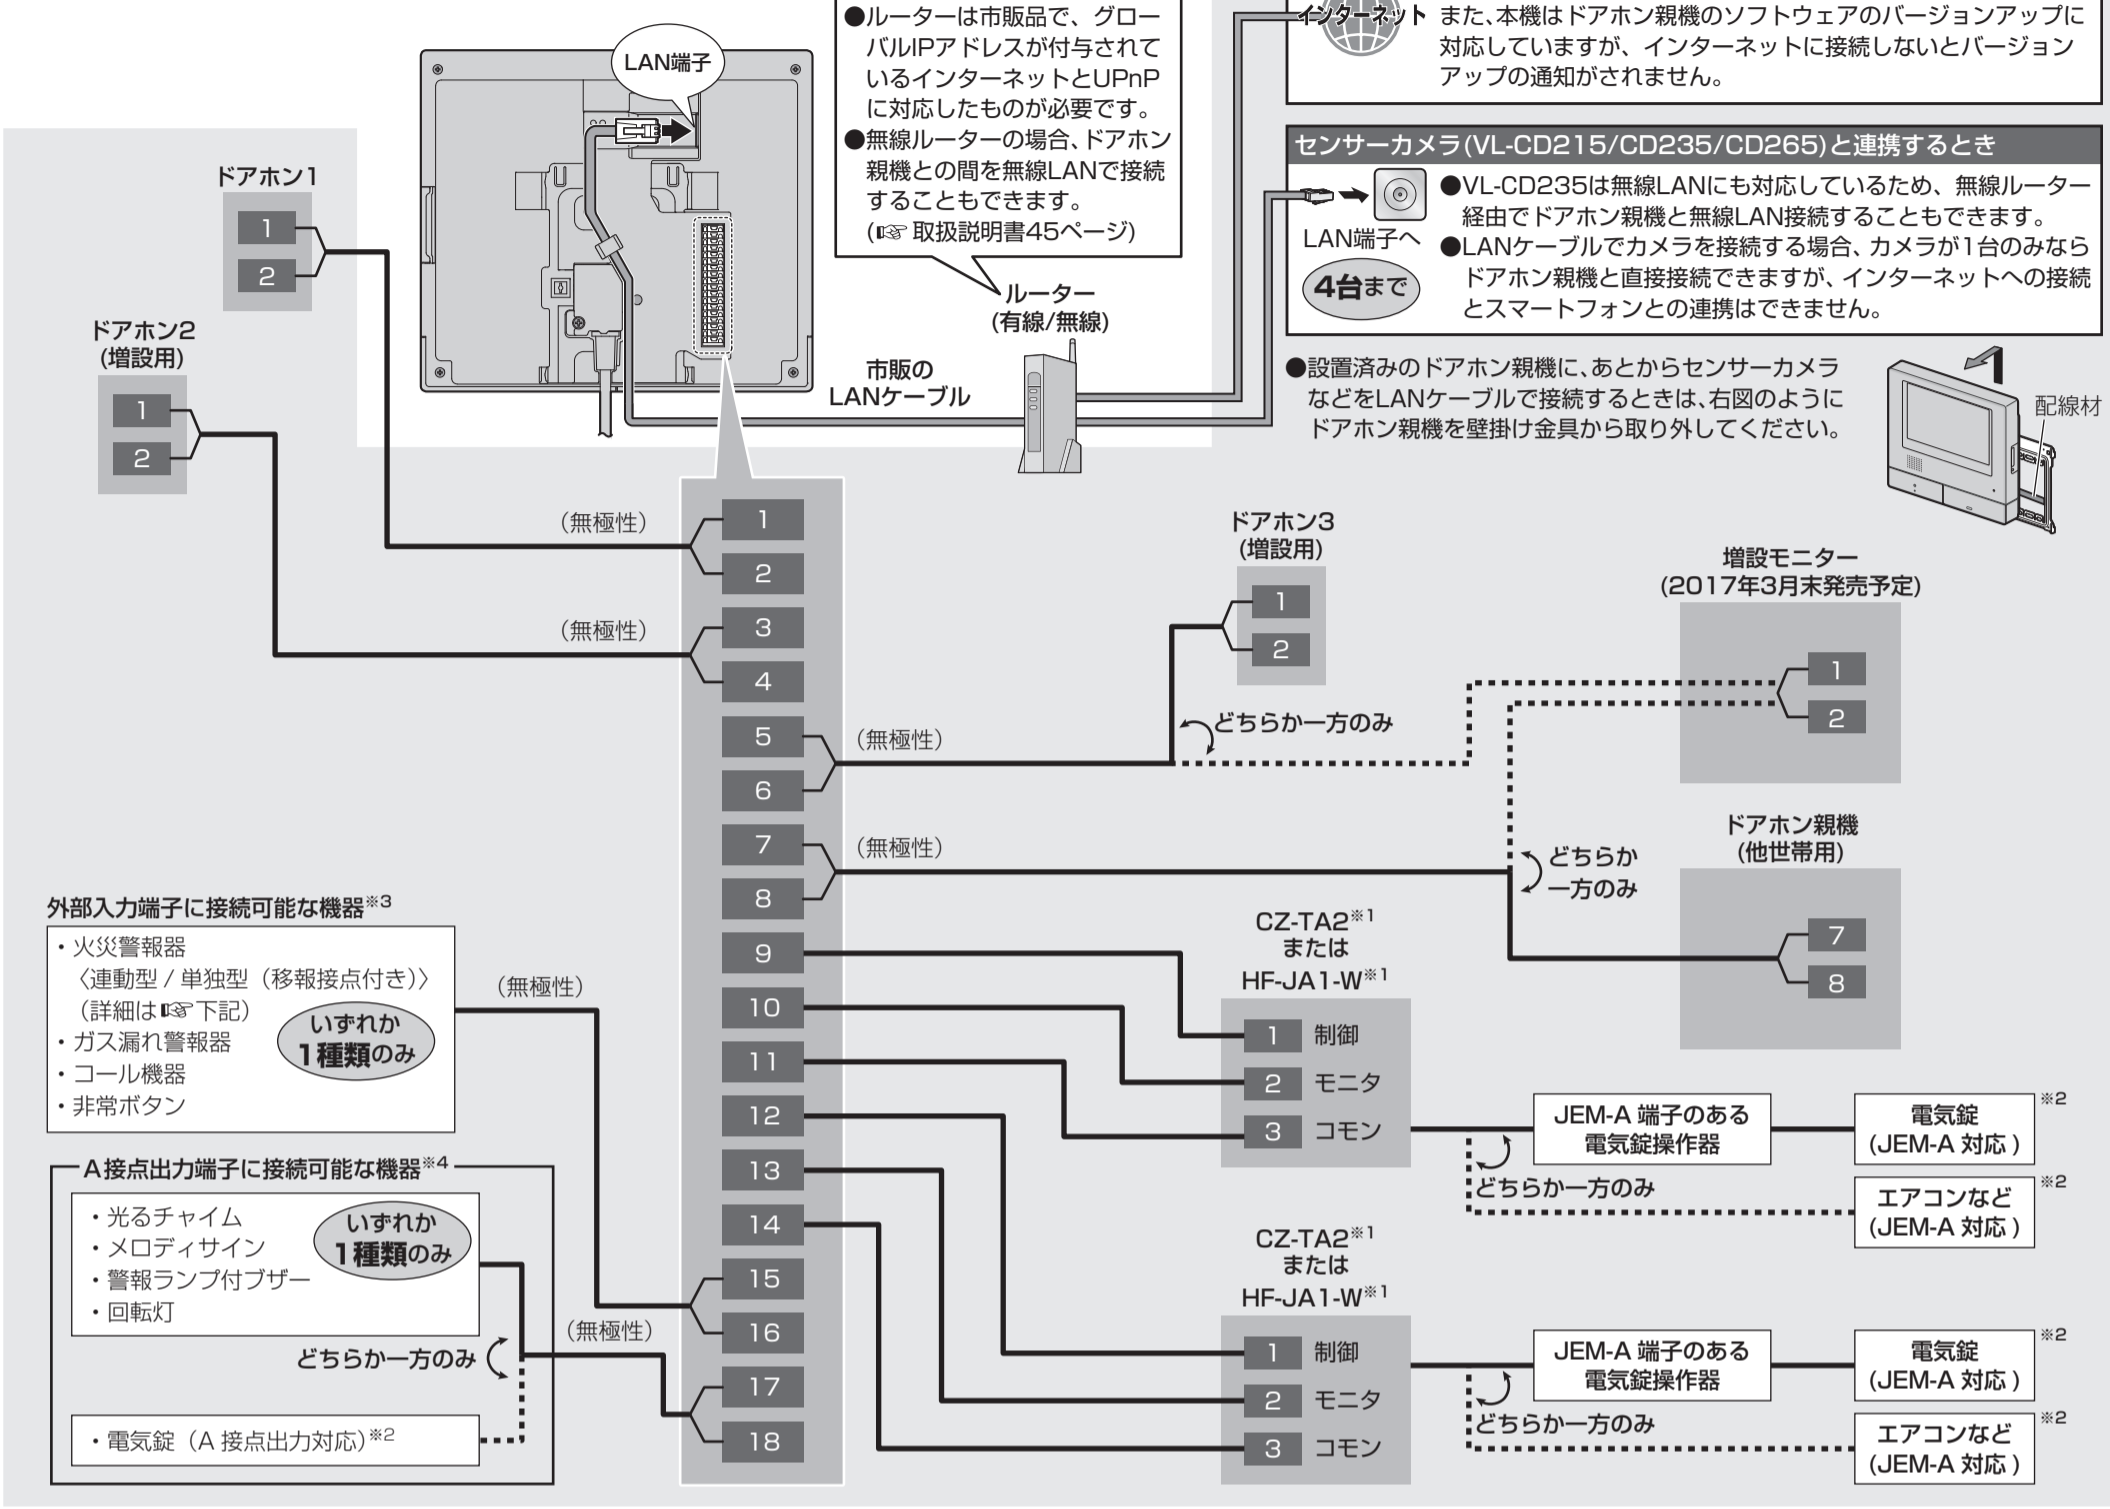 ●ルーターは市販品で、グロー
バルIPアドレスが付与されて
いるインターネットとUPnP
に対応したものが必要です。
●無線ルーターの場合、ドアホン
親機との間を無線LANで接続
することもできます。
(☞取扱説明書45ページ)
LAN端子
インターネット
また、本機はドアホン親機のソフトウェアのバージョンアップに
対応していますが、インターネットに接続しないとバージョン
アップの通知がされません。
センサーカメラ(VL-CD215/CD235/CD265)と連携するとき
●VL-CD235は無線LANにも対応しているため、無線ルーター
経由でドアホン親機と無線LAN接続することもできます。
●LANケーブルでカメラを接続する場合、カメラが1台のみなら
ドアホン親機と直接接続できますが、インターネットへの接続
とスマートフォンとの連携はできません。
LAN端子へ
4台まで
●設置済みのドアホン親機に、あとからセンサーカメラ
などをLANケーブルで接続するときは、右図のように
ドアホン親機を壁掛け金具から取り外してください。
配線材
ルーター
(有線/無線)
市販の
LANケーブル
ドアホン1
1
2
ドアホン2
(増設用)
1
2
(無極性)
(無極性)
1
2
3
4
5
6
7
8
9
10
11
12
13
14
15
16
17
18
(無極性)
(無極性)
ドアホン3
(増設用)
1
2
どちらか一方のみ
増設モニター
(2017年3月末発売予定)
1
2
どちらか
一方のみ
ドアホン親機
(他世帯用)
7
8
外部入力端子に接続可能な機器※3
・火災警報器
〈連動型 / 単独型(移報接点付き)〉
(詳細は☞下記)
・ガス漏れ警報器
・コール機器
・非常ボタン
いずれか
1種類のみ
(無極性)
A接点出力端子に接続可能な機器※4
・光るチャイム
・メロディサイン
・警報ランプ付ブザー
・回転灯
いずれか
1種類のみ
どちらか一方のみ
(無極性)
・電気錠(A 接点出力対応)※2
CZ-TA2※1
または
HF-JA1-W※1
1 制御
2 モニタ
3 コモン
JEM-A 端子のある
電気錠操作器
電気錠
(JEM-A 対応)
※2
どちらか一方のみ
エアコンなど
(JEM-A 対応)
※2
CZ-TA2※1
または
HF-JA1-W※1
1 制御
2 モニタ
3 コモン
JEM-A 端子のある
電気錠操作器
電気錠
(JEM-A 対応)
※2
どちらか一方のみ
エアコンなど
(JEM-A 対応)
※2